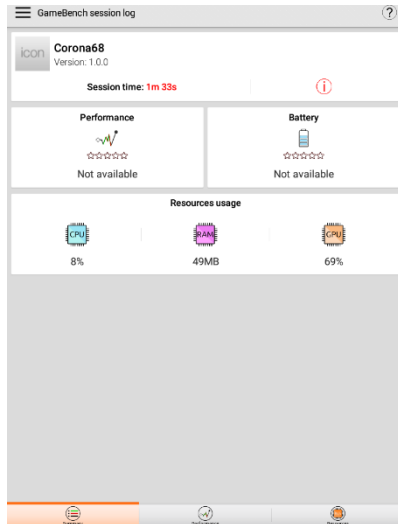 GameBench session log
?
icon
Corona68
Version: 1.0.0
Session time: 1m 33s
i
Performance
Battery
Not available
Not available
Resources usage
CPU
RAM
GPU
8%
49MB
69%